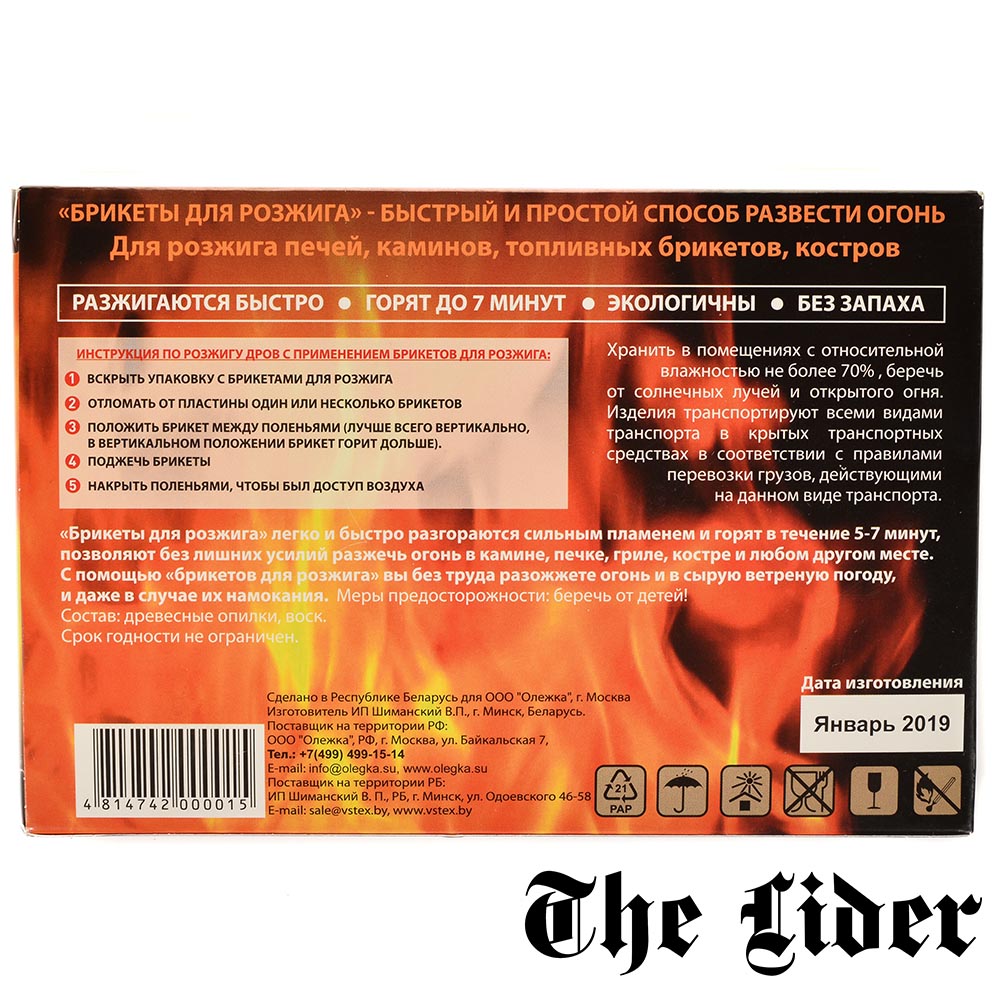 «БРИКЕТЫ ДЛЯ РОЗЖИГА» - БЫСТРЫЙ И ПРОСТОЙ СПОСОБ РАЗВЕСТИ ОГОНЬ
Для розжига печей, каминов, топливных брикетов, костров
РАЗЖИГАЮТСЯ БЫСТРО • ГОРЯТ ДО 7 МИНУТ • ЭКОЛОГИЧНЫ • БЕЗ ЗАПАХА
ИНСТРУКЦИЯ ПО РОЗЖИГУ ДРОВ С ПРИМЕНЕНИЕМ БРИКЕТОВ ДЛЯ РОЗЖИГА:
1 ВСКРЫТЬ УПАКОВКУ С БРИКЕТАМИ ДЛЯ РОЗЖИГА
2 ОТЛОМАТЬ ОТ ПЛАСТИНЫ ОДИН ИЛИ НЕСКОЛЬКО БРИКЕТОВ
3 ПОЛОЖИТЬ БРИКЕТ МЕЖДУ ПОЛЕНЬЯМИ (ЛУЧШЕ ВСЕГО ВЕРТИКАЛЬНО,
В ВЕРТИКАЛЬНОМ ПОЛОЖЕНИИ БРИКЕТ ГОРИТ ДОЛЬШЕ).
4 ПОДЖЕЧЬ БРИКЕТЫ
5 НАКРЫТЬ ПОЛЕНЬЯМИ, ЧТОБЫ БЫЛ ДОСТУП ВОЗДУХА
Хранить в помещениях с относительной
влажностью не более 70% , беречь
от солнечных лучей и открытого огня.
Изделия транспортируют всеми видами
транспорта в крытых транспортных
средствах в соответствии с правилами
перевозки грузов, действующими
на данном виде транспорта.
«Брикеты для розжига» легко и быстро разгораются сильным пламенем и горят в течение 5-7 минут,
позволяют без лишних усилий разжечь огонь в камине, печке, гриле, костре и любом другом месте.
С помощью «брикетов для розжига» вы без труда разожжете огонь и в сырую ветреную погоду,
и даже в случае их намокания. Меры предосторожности: беречь от детей!
Состав: древесные опилки, воск.
Срок годности не ограничен.
Сделано в Республике Беларусь для ООО "Олежка", г. Москва
Изготовитель ИП Шиманский В.П., г. Минск, Беларусь.
Поставщик на территории РФ:
ООО "Олежка", РФ, г. Москва, ул. Байкальская 7,
Тел.: +7(499) 499-15-14
E-mail: info@olegka.su, www.olegka.su
Поставщик на территории РБ:
ИП Шиманский В. П., РБ, г. Минск, ул. Одоевского 46-58
E-mail: sale@vstex.by, www.vstex.by
4 814742 000015
Дата изготовления
Январь 2019
21
PAP
The Lider